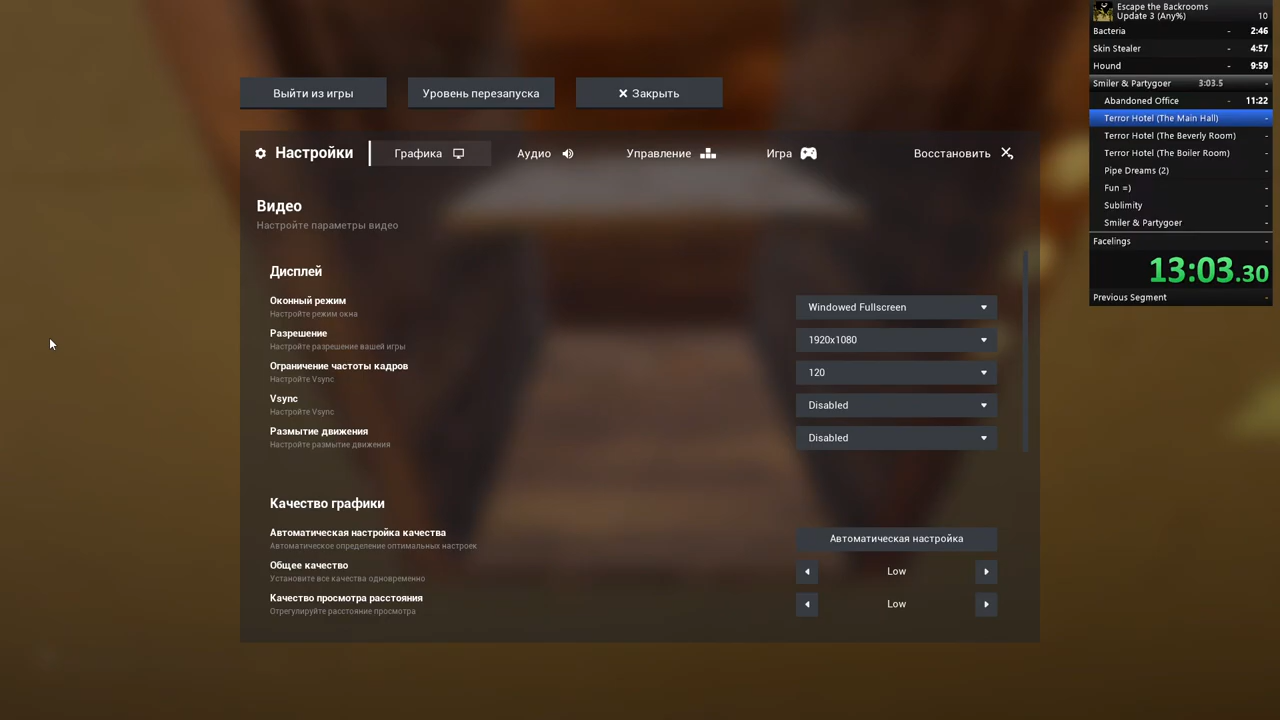 Выйти из игры
Уровень перезапуска
✕ Закрыть
Настройки
Графика
Аудио
Управление
Игра
Восстановить
Видео
Настройте параметры видео
Дисплей
Оконный режим
Windowed Fullscreen
Настройте режим окна
Разрешение
1920x1080
Настройте разрешение вашей игры
Ограничение частоты кадров
120
Настройте Vsync
Vsync
Disabled
Настройте Vsync
Размытие движения
Disabled
Настройте размытие движения
Качество графики
Автоматическая настройка качества
Автоматическая настройка
Автоматическое определение оптимальных настроек
Общее качество
Low
Установите все качества одновременно
Качество просмотра расстояния
Low
Отрегулируйте расстояние просмотра
Escape the Backrooms
Update 3 (Any%) 10
Bacteria - 2:46
Skin Stealer - 4:57
Hound - 9:59
Smiler & Partygoer 3:03.5
Abandoned Office - 11:22
Terror Hotel (The Main Hall) -
Terror Hotel (The Beverly Room) -
Terror Hotel (The Boiler Room) -
Pipe Dreams (2) -
Fun =) -
Sublimity -
Smiler & Partygoer -
Facelings -
13:03.30
Previous Segment -